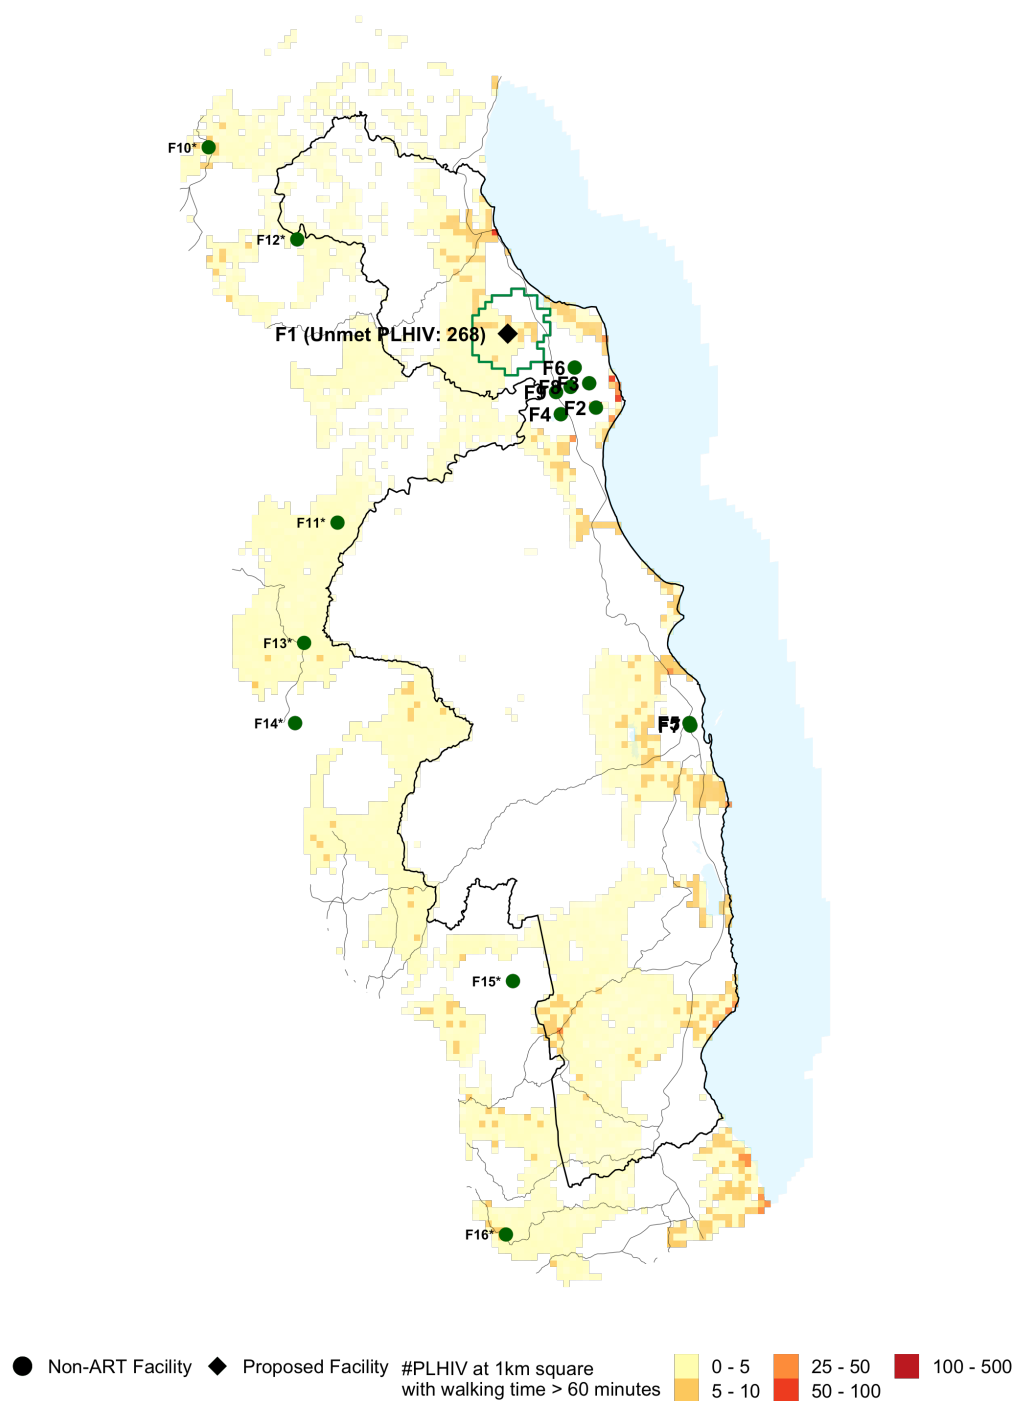 F10*
F12*
F1 (Unmet PLHIV: 268)
F6
F3
F8
F9
F2
F4
F11*
F13*
F14*
F15*
F16*
Non-ART Facility
Proposed Facility
#PLHIV at 1km square
with walking time > 60 minutes
0 - 5
5 - 10
25 - 50
50 - 100
100 - 500